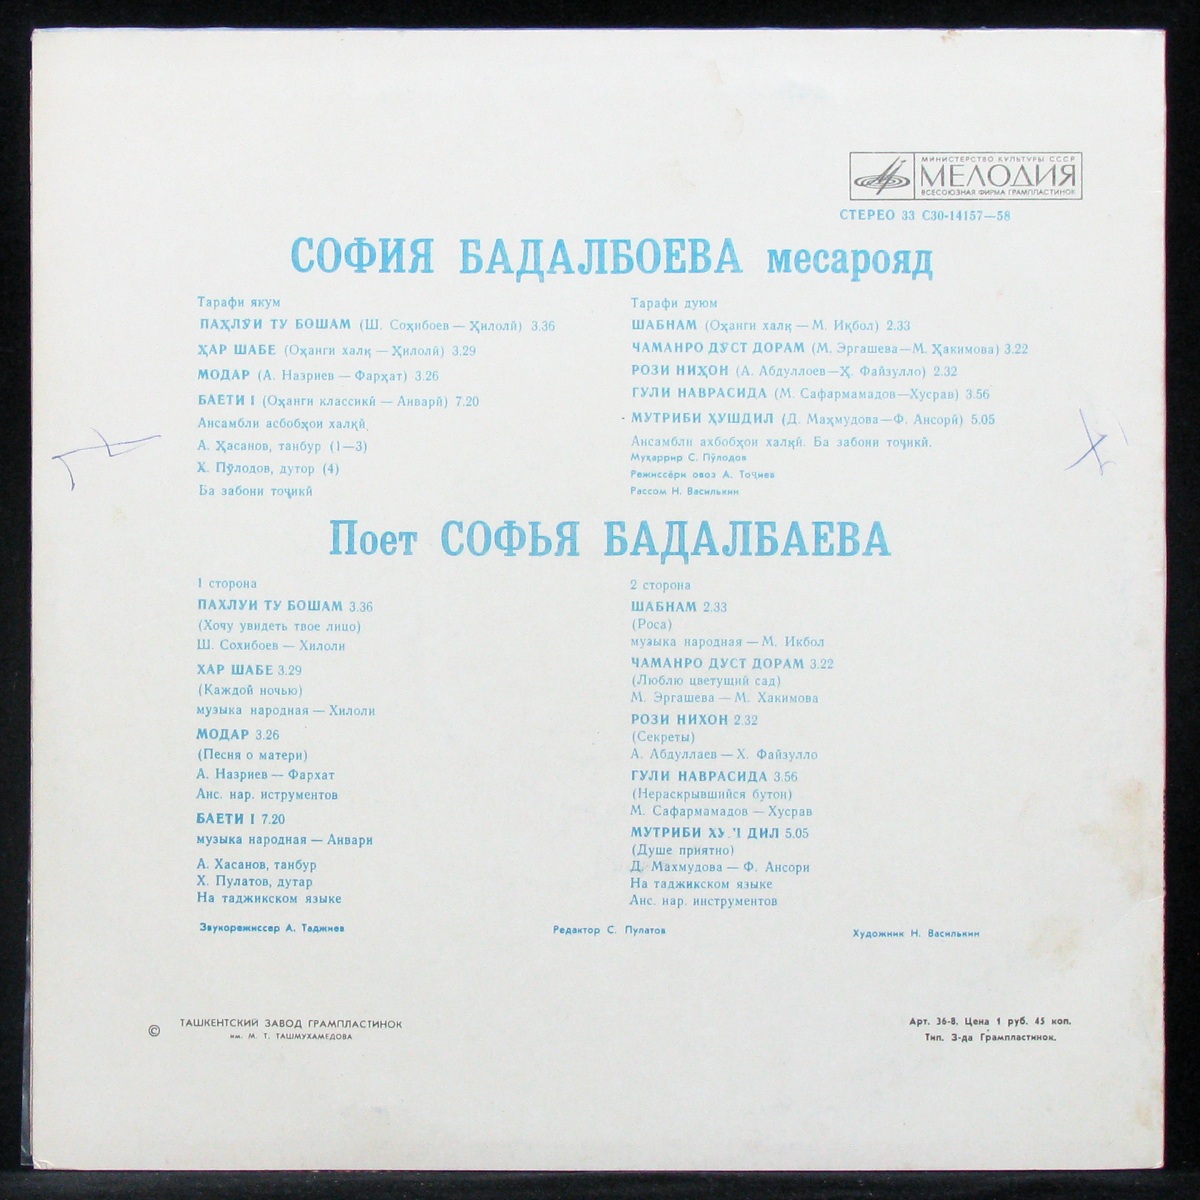 МИНИСТЕРСТВО КУЛЬТУРЫ СССР
МЕЛОДИЯ
ВСЕСОЮЗНАЯ ФИРМА ГРАМПЛАСТИНОК
СТЕРЕО 33 С30-14157—58
СОФИЯ БАДАЛБОЕВА месарояд
Тарафи якум
ПАҲЛӮИ ТУ БОШАМ (Ш. Соҳибоев — Ҳилолӣ) 3.36
ҲАР ШАБЕ (Оҳанги халқ — Ҳилолӣ) 3.29
МОДАР (А. Назриев — Фарҳат) 3.26
БАЕТИ I (Оҳанги классикӣ — Анварӣ) 7.20
Ансамбли асбобҳои халқӣ
А. Ҳасанов, танбур (1—3)
Х. Пӯлодов, дутор (4)
Ба забони тоҷикӣ
Тарафи дуюм
ШАБНАМ (Оҳанги халқ — М. Иқбол) 2.33
ЧАМАНРО ДӮСТ ДОРАМ (М. Эргашева—М. Ҳакимова) 3.22
РОЗИ НИҲОН (А. Абдуллоев—Ҳ. Файзулло) 2.32
ГУЛИ НАВРАСИДА (М. Сафармамадов—Хусрав) 3.56
МУТРИБИ ҲУШДИЛ (Д. Маҳмудова—Ф. Ансорӣ) 5.05
Ансамбли ахбобҳои халқӣ. Ба забони тоҷикӣ.
Муҳаррир С. Пӯлодов
Режиссёри овоз А. Тоҷиев
Рассом Н. Василькин
Поет СОФЬЯ БАДАЛБАЕВА
1 сторона
ПАХЛУИ ТУ БОШАМ 3.36
(Хочу увидеть твое лицо)
Ш. Сохибоев — Хилоли
ХАР ШАБЕ 3.29
(Каждой ночью)
музыка народная — Хилоли
МОДАР 3.26
(Песня о матери)
А. Назриев — Фархат
Анс. нар. иструментов
БАЕТИ I 7.20
музыка народная — Анвари
А. Хасанов, танбур
Х. Пулатов, дутар
На таджикском языке
2 сторона
ШАБНАМ 2.33
(Роса)
музыка народная — М. Икбол
ЧАМАНРО ДУСТ ДОРАМ 3.22
(Люблю цветущий сад)
М. Эргашева — М. Хакимова
РОЗИ НИХОН 2.32
(Секреты)
А. Абдуллаев — Х. Файзулло
ГУЛИ НАВРАСИДА 3.56
(Нераскрывшийся бутон)
М. Сафармамадов — Хусрав
МУТРИБИ ДИЛ 5.05
(Душе приятно)
Д. Махмудова — Ф. Ансори
На таджикском языке
Анс. нар. инструментов
Звукорежиссер А. Таджиев
Редактор С. Пулатов
Художник Н. Василькин
© ТАШКЕНТСКИЙ ЗАВОД ГРАМПЛАСТИНОК
им. М. Т. ТАШМУХАМЕДОВА
Арт. 36-8. Цена 1 руб. 45 коп.
Тип. З-да Грампластинок.